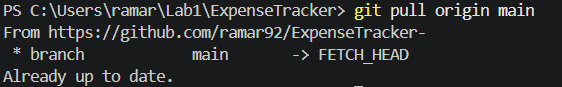 PS C:\Users\ramar\Lab1\ExpenseTracker> git pull origin main
From https://github.com/ramar92/ExpenseTracker-
 * branch            main       -> FETCH_HEAD
Already up to date.